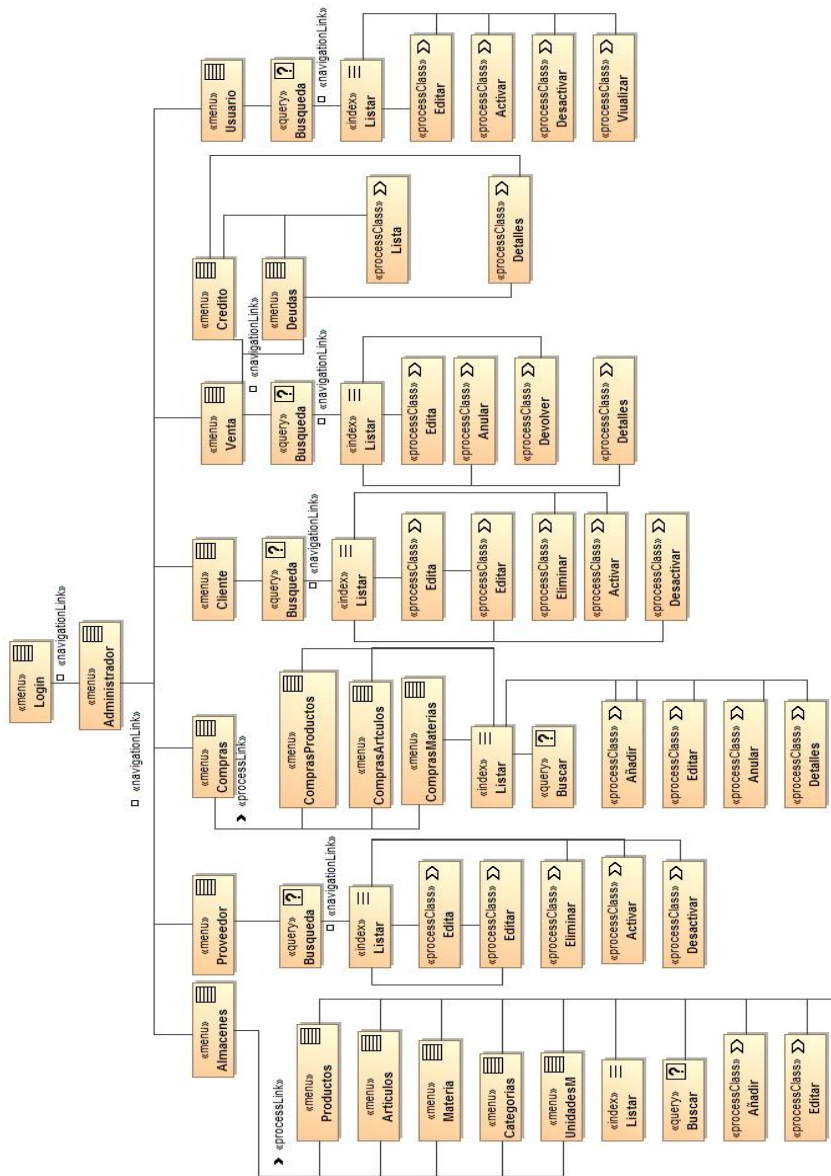 «menu»
Login
«navigationLink»
«menu»
Administrador
«navigationLink»
«menu»
Almacenes
«processLink»
«menu»
Productos
«menu»
Artículos
«menu»
Materia
«menu»
Categorias
«menu»
UnidadesM
«index»
Listar
«query»
Buscar
«processClass»
Añadir
«processClass»
Editar
«menu»
Proveedor
«query»
Busqueda
«navigationLink»
«index»
Listar
«processClass»
Edita
«processClass»
Editar
«processClass»
Eliminar
«processClass»
Activar
«processClass»
Desactivar
«menu»
Compras
«processLink»
«menu»
ComprasProductos
«menu»
ComprasArtculos
«menu»
ComprasMaterias
«index»
Listar
«query»
Buscar
«processClass»
Añadir
«processClass»
Editar
«processClass»
Anular
«processClass»
Detalles
«menu»
Cliente
«query»
Busqueda
«navigationLink»
«index»
Listar
«processClass»
Edita
«processClass»
Editar
«processClass»
Eliminar
«processClass»
Activar
«processClass»
Desactivar
«menu»
Venta
«navigationLink»
«query»
Busqueda
«navigationLink»
«index»
Listar
«processClass»
Edita
«processClass»
Anular
«processClass»
Devolver
«processClass»
Detalles
«menu»
Credito
«menu»
Deudas
«processClass»
Lista
«processClass»
Detalles
«menu»
Usuario
«query»
Busqueda
«navigationLink»
«index»
Listar
«processClass»
Editar
«processClass»
Activar
«processClass»
Desactivar
«processClass»
Viualizar